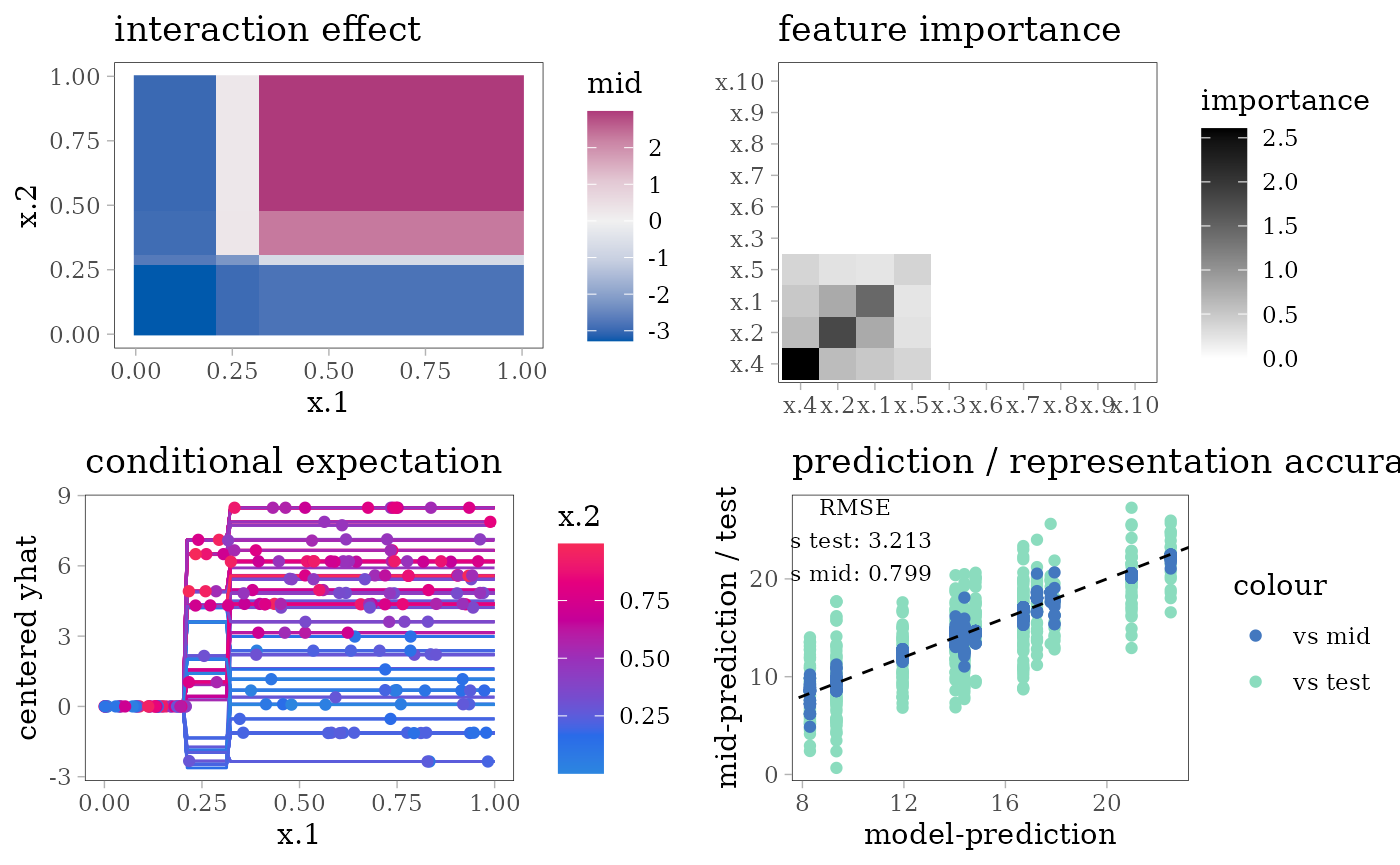 interaction effect
mid
2
1
0
-1
-2
-3
1.00
0.75
0.50
0.25
0.00
x.2
0.00 0.25 0.50 0.75 1.00
x.1
feature importance
importance
2.5
2.0
1.5
1.0
0.5
0.0
x.10
x.9
x.8
x.7
x.6
x.3
x.5
x.1
x.2
x.4
x.4 x.2 x.1 x.5 x.3 x.6 x.7 x.8 x.9 x.10
conditional expectation
x.2
0.75
0.50
0.25
9
6
3
0
-3
centered yhat
0.00 0.25 0.50 0.75 1.00
x.1
prediction / representation accura
RMSE
s test: 3.213
s mid: 0.799
20
10
0
mid-prediction / test
8 12 16 20
model-prediction
colour
vs mid
vs test